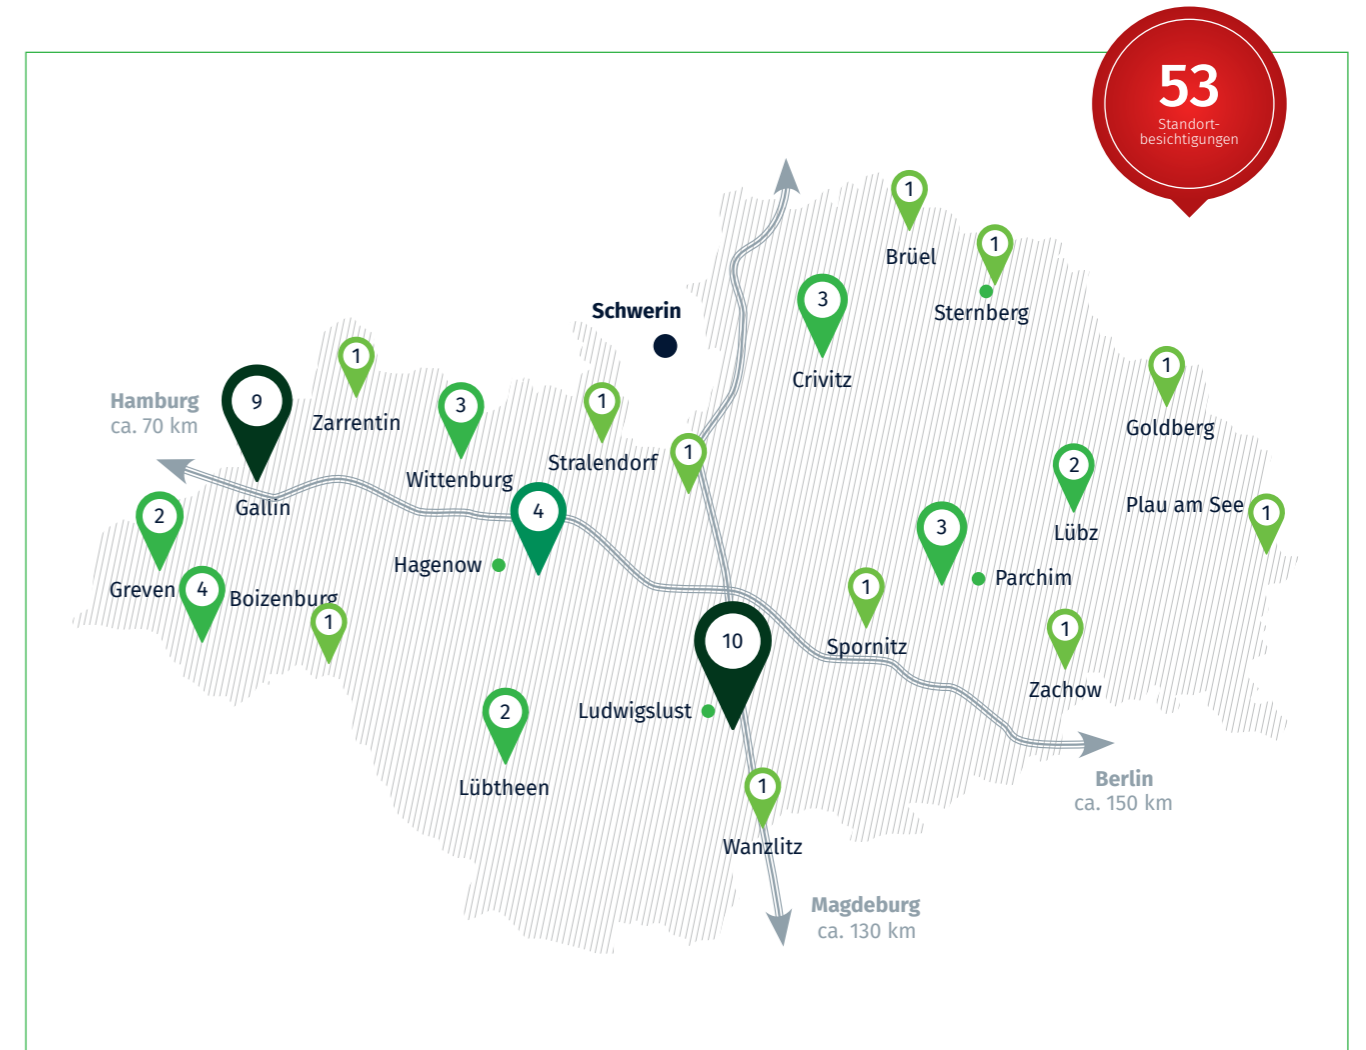 53
Standort-
besichtigungen
1
Brüel
1
Sternberg
Schwerin
3
Crivitz
1
Zarrentin
1
Goldberg
Hamburg
ca. 70 km
9
Gallin
3
Wittenburg
1
Stralendorf
1
2
Lübz
Plau am See
1
2
Greven
4
Hagenow
3
Parchim
4
Boizenburg
1
1
Spornitz
10
Ludwigslust
1
Zachow
2
Lübtheen
1
Wanzlitz
Berlin
ca. 150 km
Magdeburg
ca. 130 km